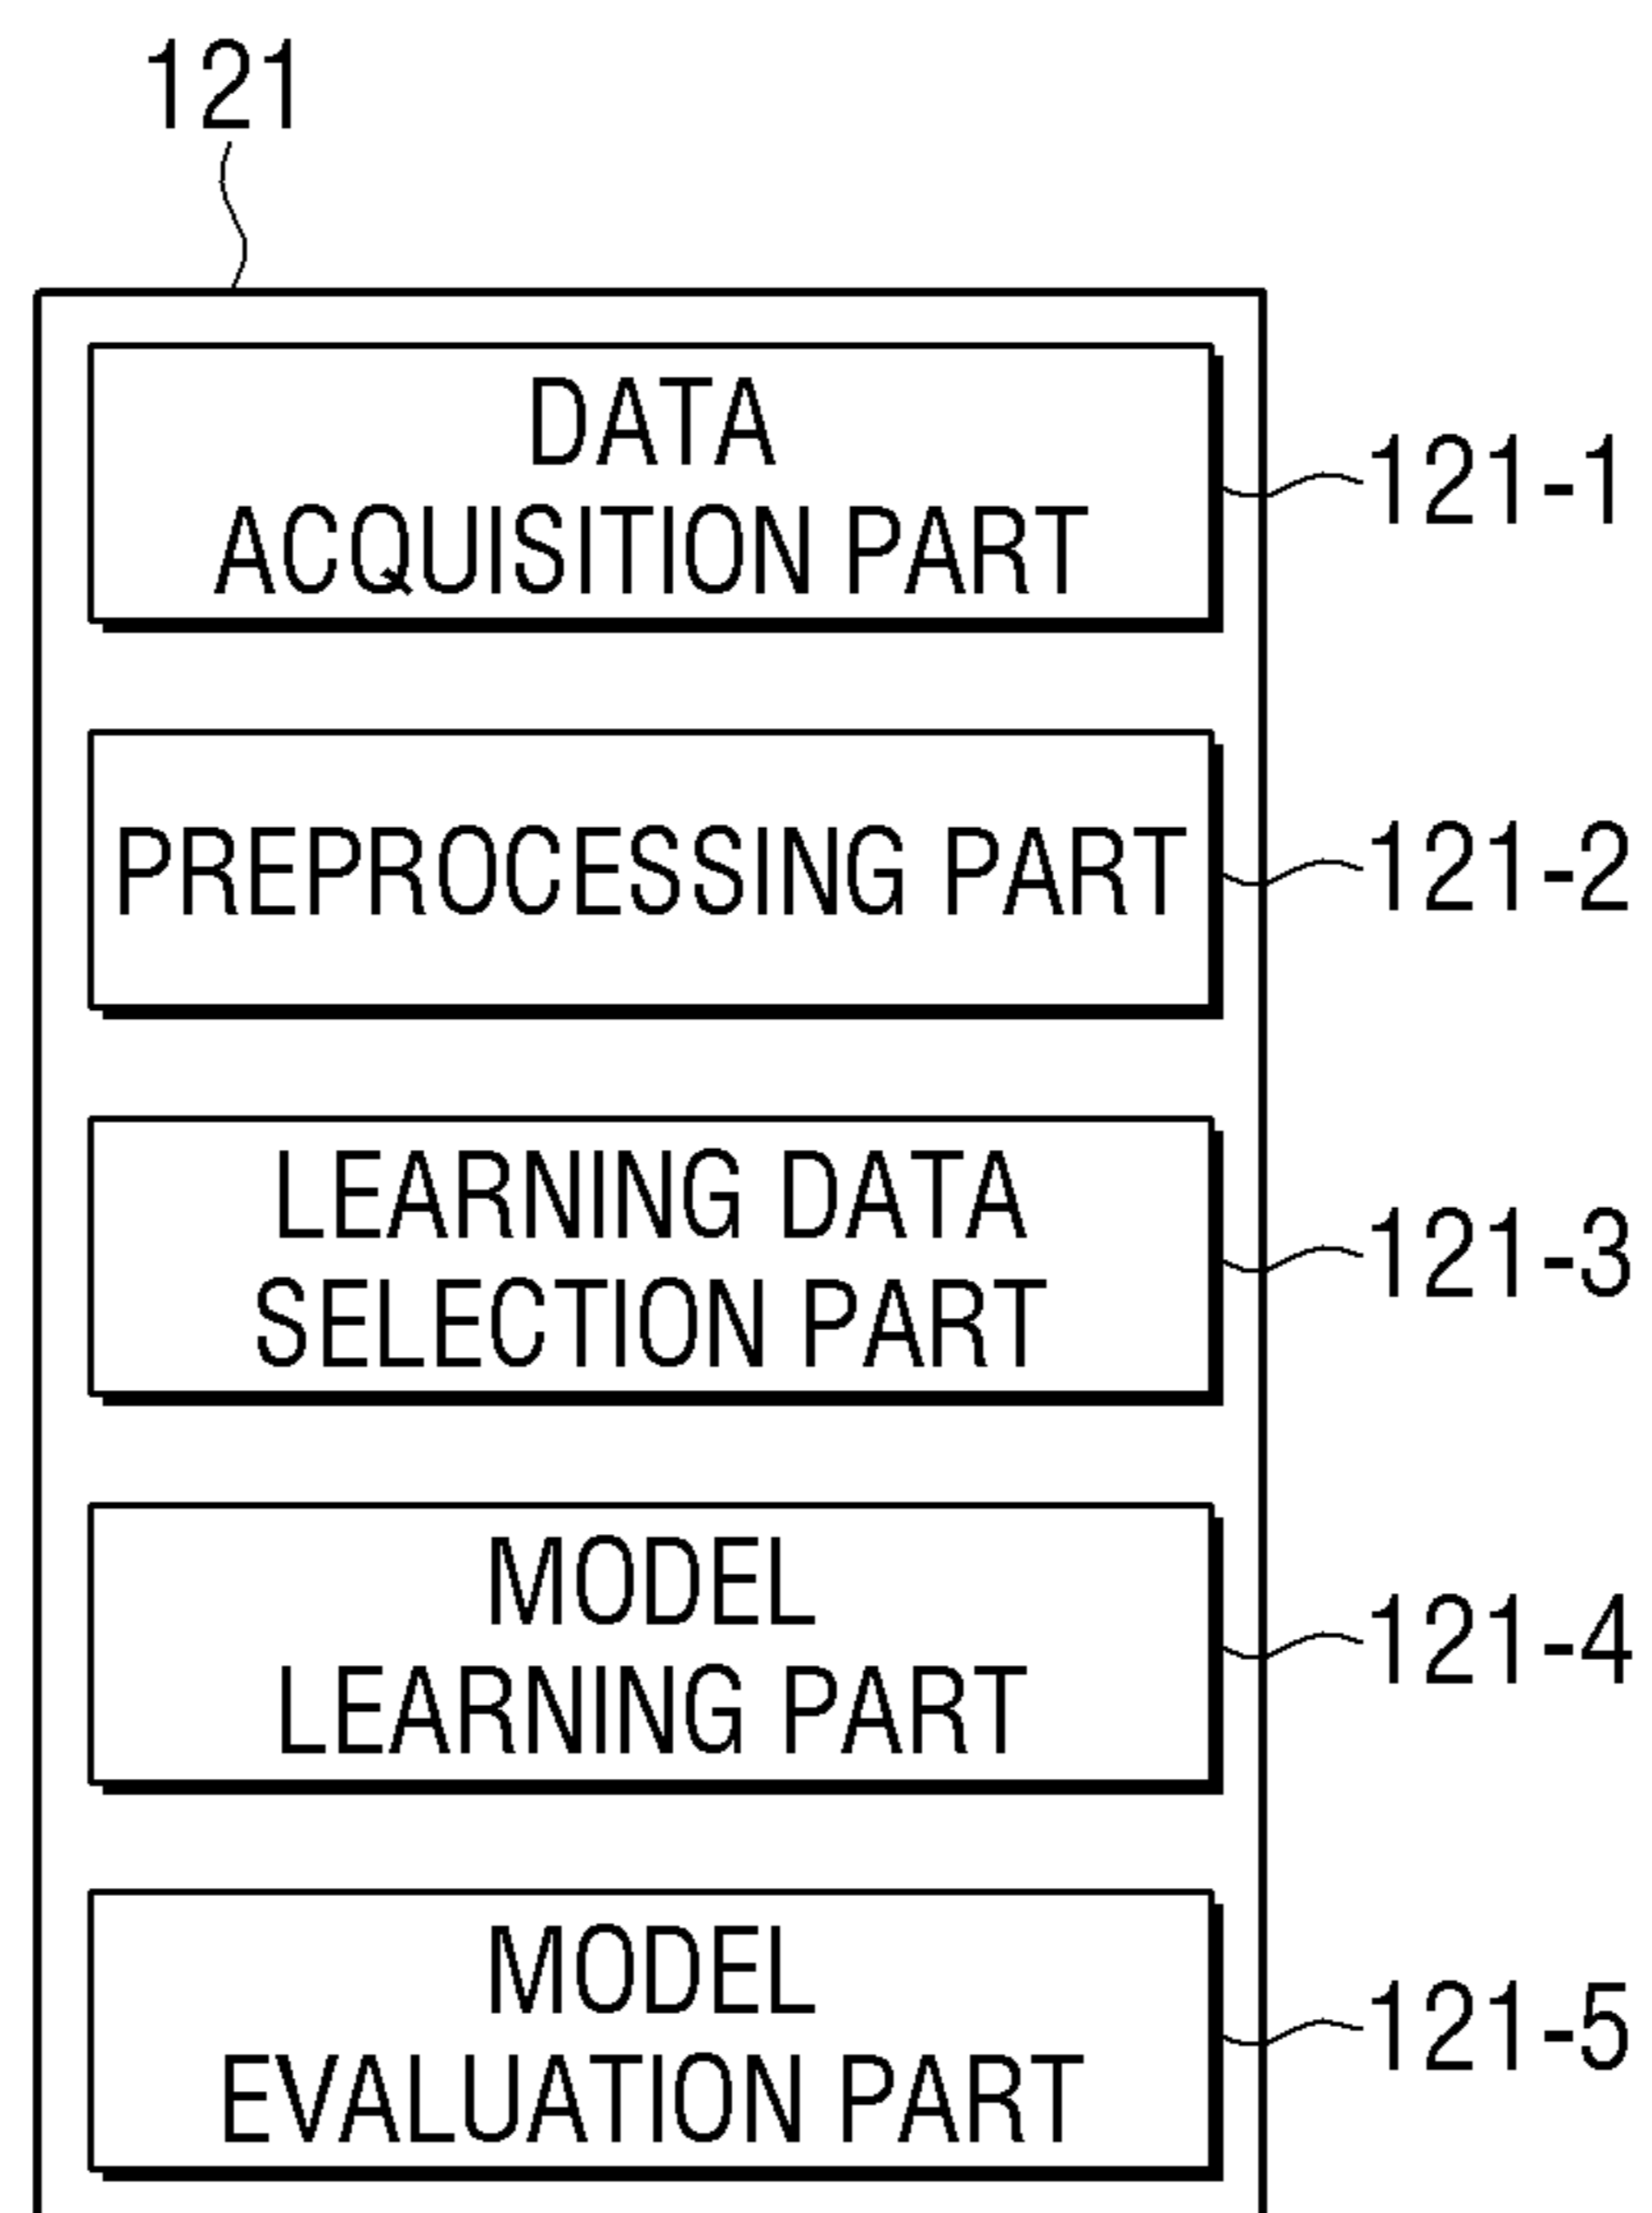 121
DATA
ACQUISITION PART
121-1
PREPROCESSING PART
121-2
LEARNING DATA
SELECTION PART
121-3
MODEL
LEARNING PART
121-4
MODEL
EVALUATION PART
121-5